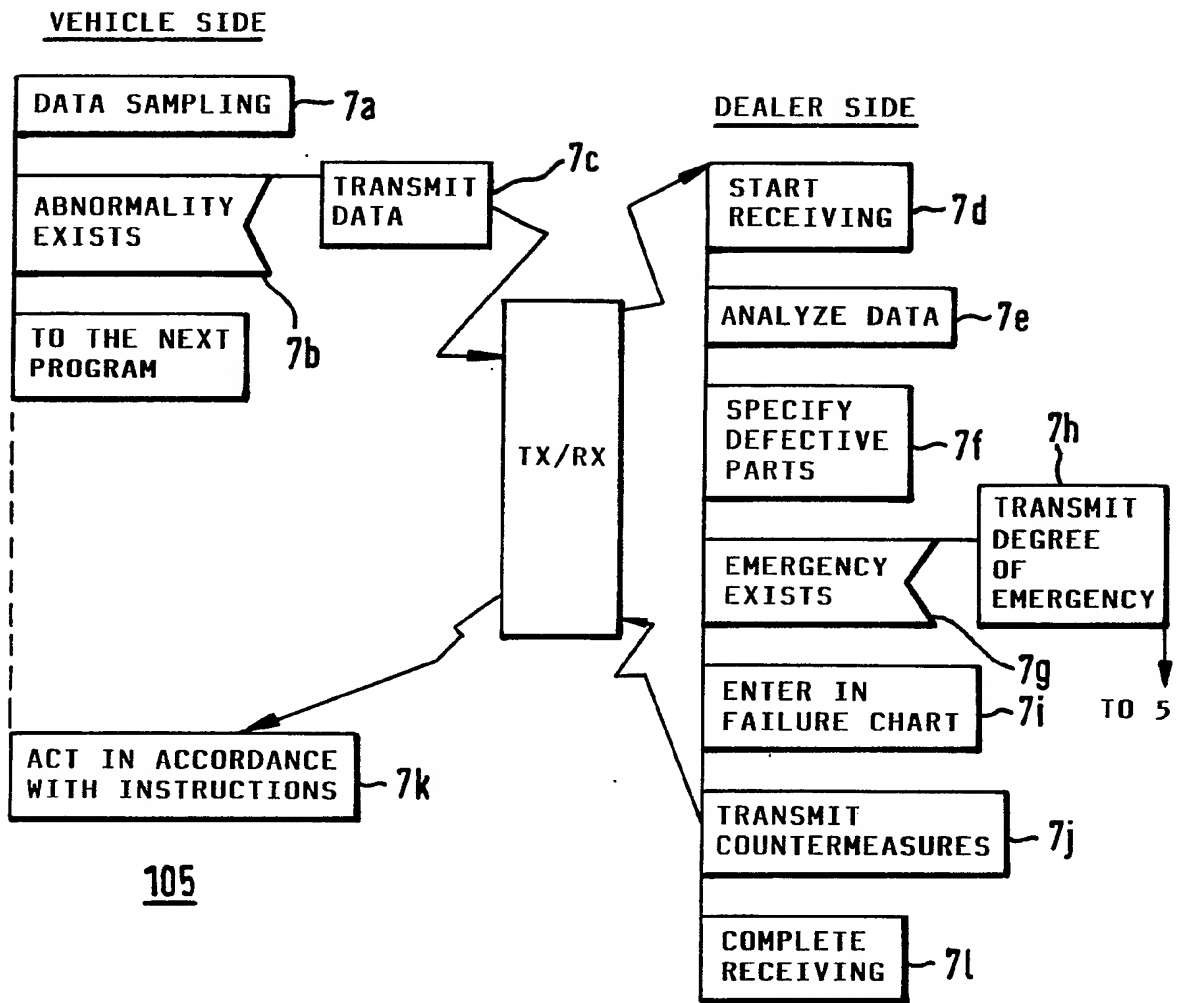 VEHICLE SIDE
DATA SAMPLING
7a
ABNORMALITY
EXISTS
7b
TRANSMIT
DATA
7c
TO THE NEXT
PROGRAM
TX/RX
ACT IN ACCORDANCE
WITH INSTRUCTIONS
7k
105
DEALER SIDE
START
RECEIVING
7d
ANALYZE DATA
7e
SPECIFY
DEFECTIVE
PARTS
7f
EMERGENCY
EXISTS
7g
TRANSMIT
DEGREE
OF
EMERGENCY
7h
TO 5
ENTER IN
FAILURE CHART
7i
TRANSMIT
COUNTERMEASURES
7j
COMPLETE
RECEIVING
7l